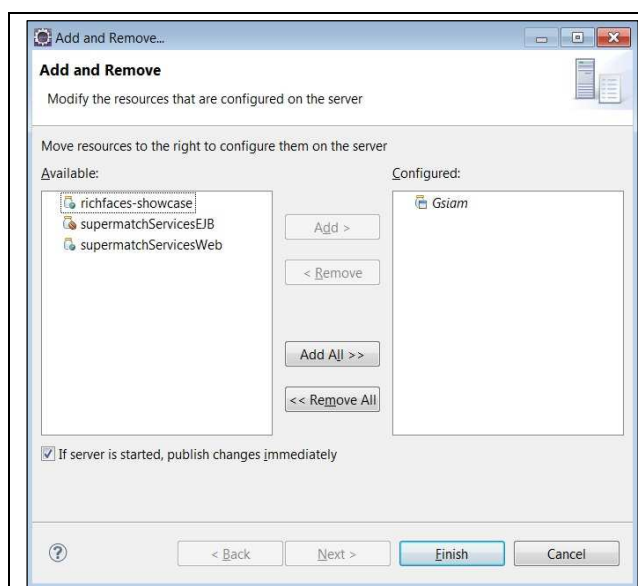 Add and Remove...
Add and Remove
Modify the resources that are configured on the server
Move resources to the right to configure them on the server
Available:
Configured:
richfaces-showcase
supermatchServicesEJB
supermatchServicesWeb
Gsiam
Add >
< Remove
Add All >>
<< Remove All
If server is started, publish changes immediately
?
< Back
Next >
Finish
Cancel